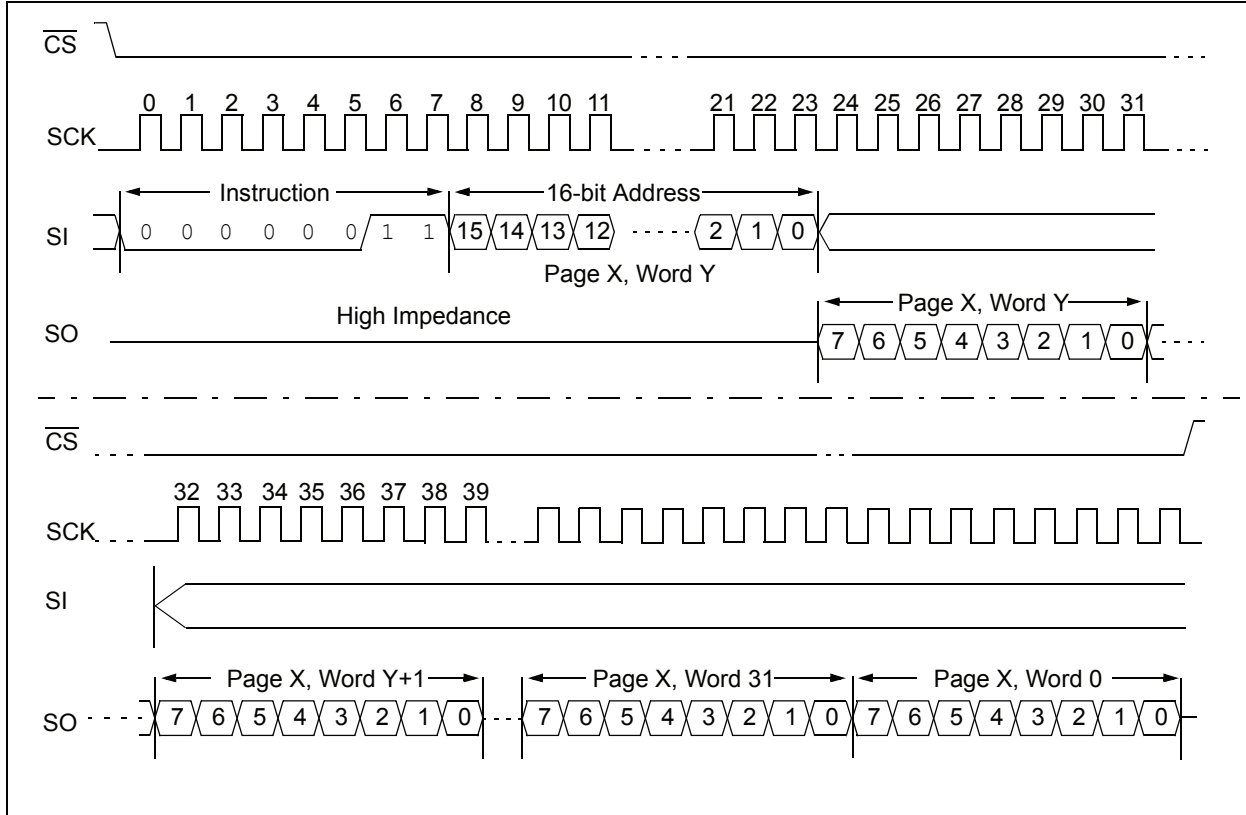 CS
0 1 2 3 4 5 6 7 8 9 10 11 21 22 23 24 25 26 27 28 29 30 31
SCK
Instruction 16-bit Address
SI 0 0 0 0 0 0 1 1 15 14 13 12 2 1 0
Page X, Word Y
High Impedance Page X, Word Y
SO 7 6 5 4 3 2 1 0
CS
32 33 34 35 36 37 38 39
SCK
SI
Page X, Word Y+1 Page X, Word 31 Page X, Word 0
SO 7 6 5 4 3 2 1 0 7 6 5 4 3 2 1 0 7 6 5 4 3 2 1 0